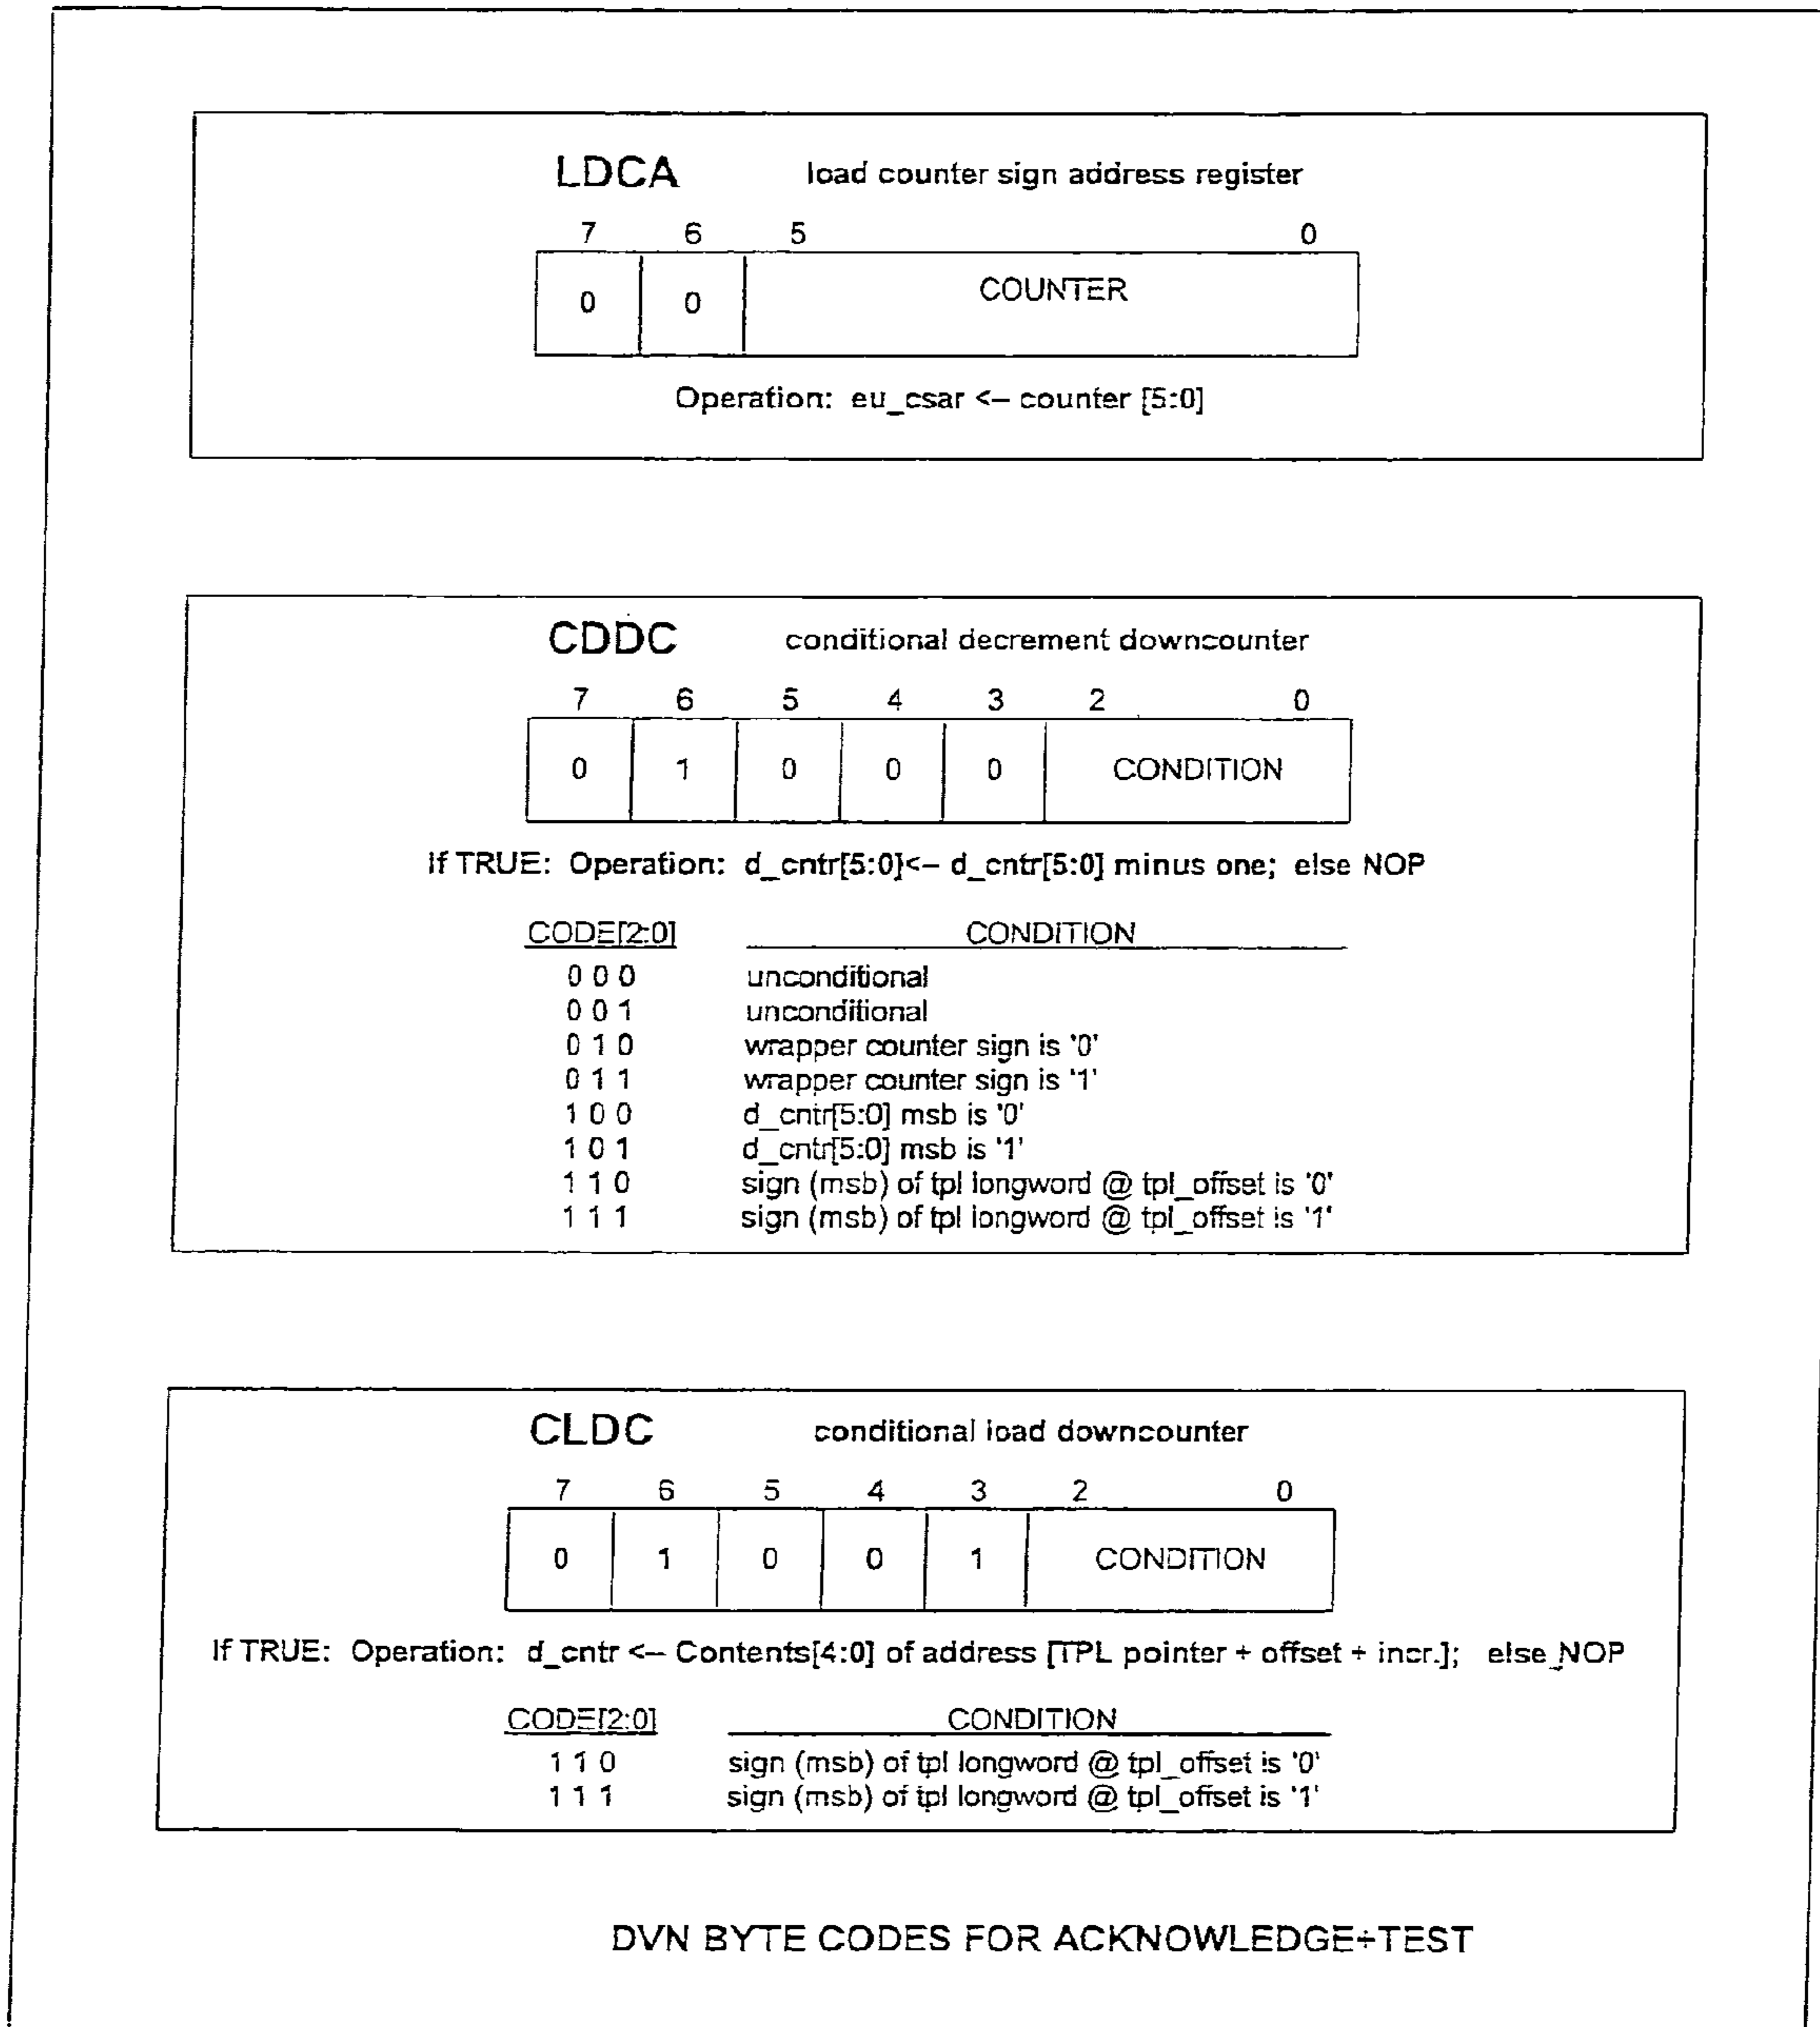 LDCA load counter sign address register
7 6 5 0
0 0 COUNTER
Operation: eu_csar <– counter [5:0]
CDDC conditional decrement downcounter
7 6 5 4 3 2 0
0 1 0 0 0 CONDITION
If TRUE: Operation: d_cntr[5:0]<– d_cntr[5:0] minus one; else NOP
CODE[2:0] CONDITION
0 0 0 unconditional
0 0 1 unconditional
0 1 0 wrapper counter sign is '0'
0 1 1 wrapper counter sign is '1'
1 0 0 d_cntr[5:0] msb is '0'
1 0 1 d_cntr[5:0] msb is '1'
1 1 0 sign (msb) of tpl longword @ tpl_offset is '0'
1 1 1 sign (msb) of tpl longword @ tpl_offset is '1'
CLDC conditional load downcounter
7 6 5 4 3 2 0
0 1 0 0 1 CONDITION
If TRUE: Operation: d_cntr <– Contents[4:0] of address [TPL pointer + offset + incr.]; else NOP
CODE[2:0] CONDITION
1 1 0 sign (msb) of tpl longword @ tpl_offset is '0'
1 1 1 sign (msb) of tpl longword @ tpl_offset is '1'
DVN BYTE CODES FOR ACKNOWLEDGE+TEST